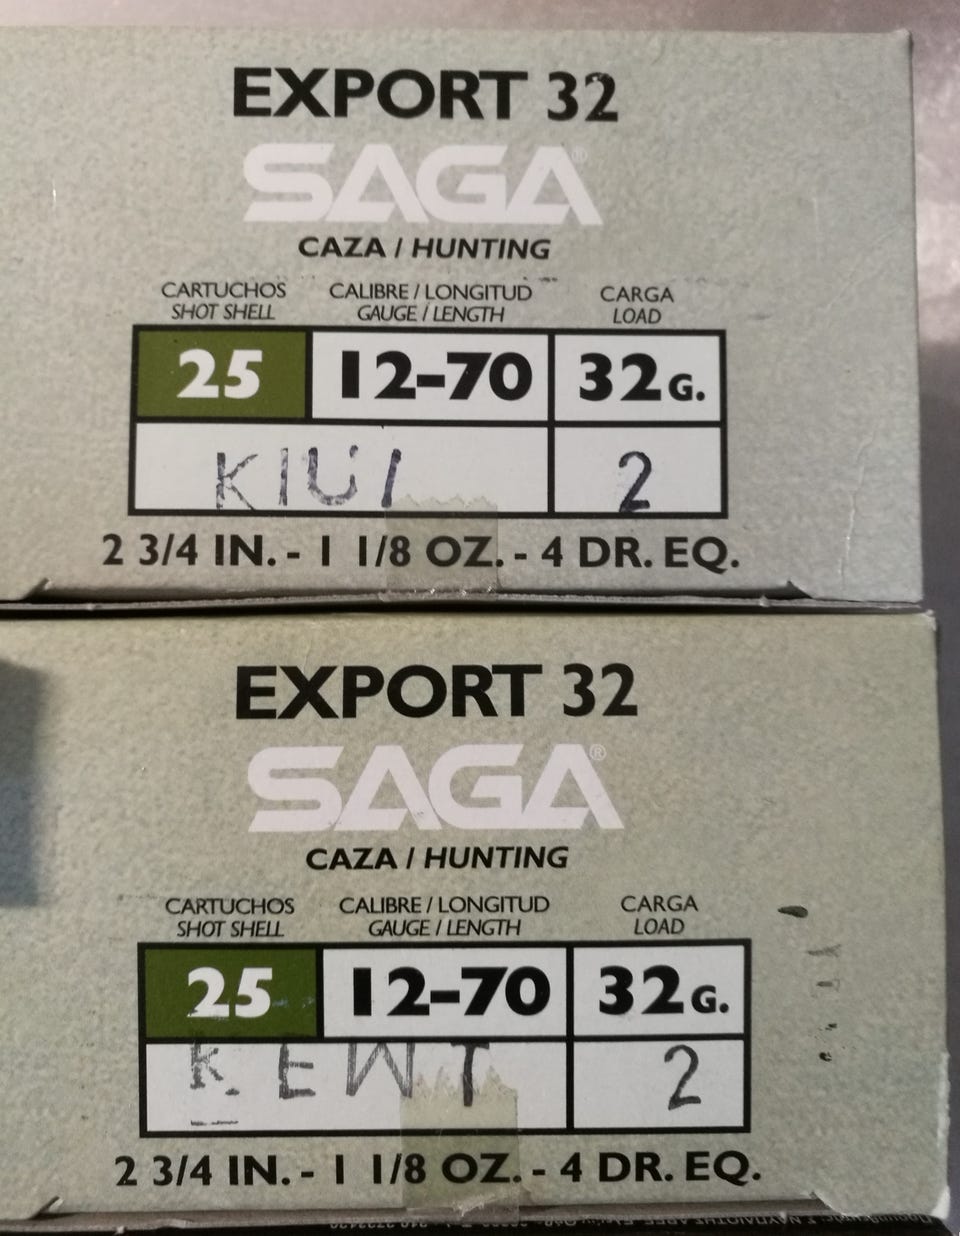 EXPORT 32
SAGA®
CAZA / HUNTING
CARTUCHOS CALIBRE / LONGITUD CARGA
SHOT SHELL GAUGE / LENGTH LOAD
25 12-70 32 G.
2
2 3/4 IN. - 1 1/8 OZ. - 4 DR. EQ.
EXPORT 32
SAGA®
CAZA / HUNTING
CARTUCHOS CALIBRE / LONGITUD CARGA
SHOT SHELL GAUGE / LENGTH LOAD
25 12-70 32 G.
2
2 3/4 IN. - 1 1/8 OZ. - 4 DR. EQ.